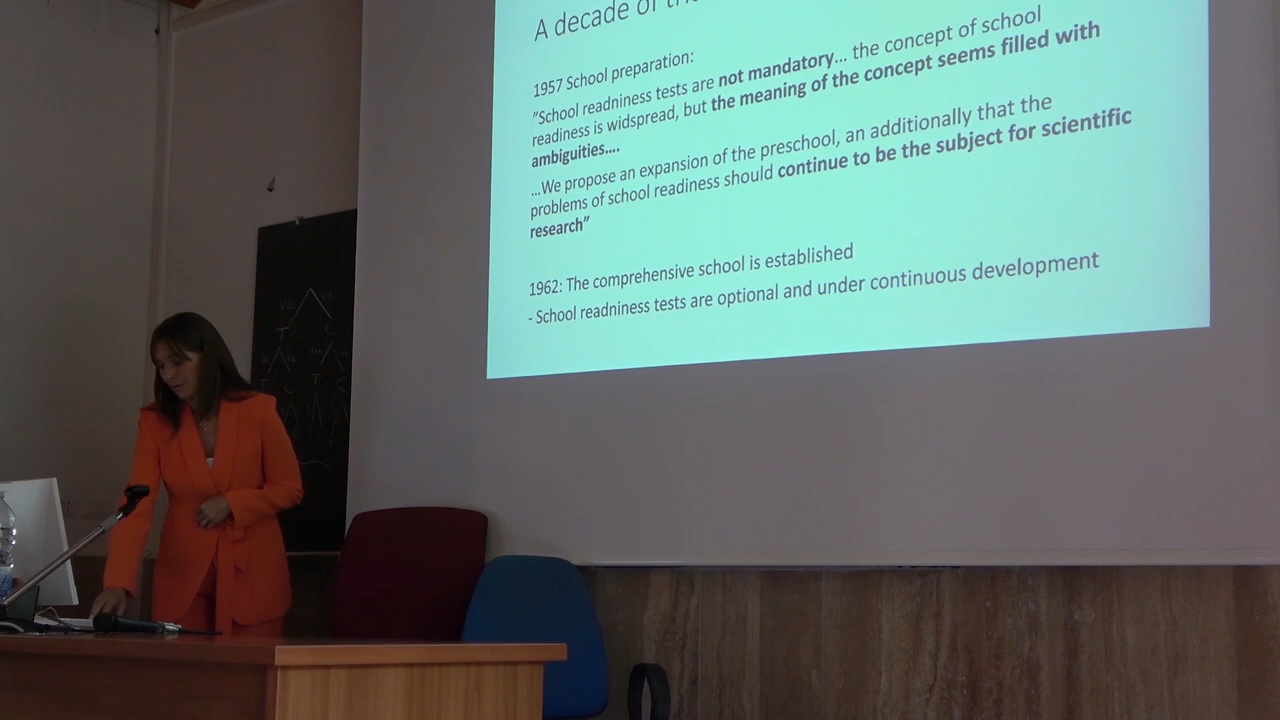 A decade of
1957 School preparation:
"School readniness tests are not mandatory... the concept of school
readiness is widspread, but the meaning of the concept seems filled with
ambiguities....
...We propose an expansion of the preschool, an additionally that the
problems of school readiness should continue to be the subject for scientific
research"
1962: The comprehensive school is established
- School readniness tests are optional and under continuous development